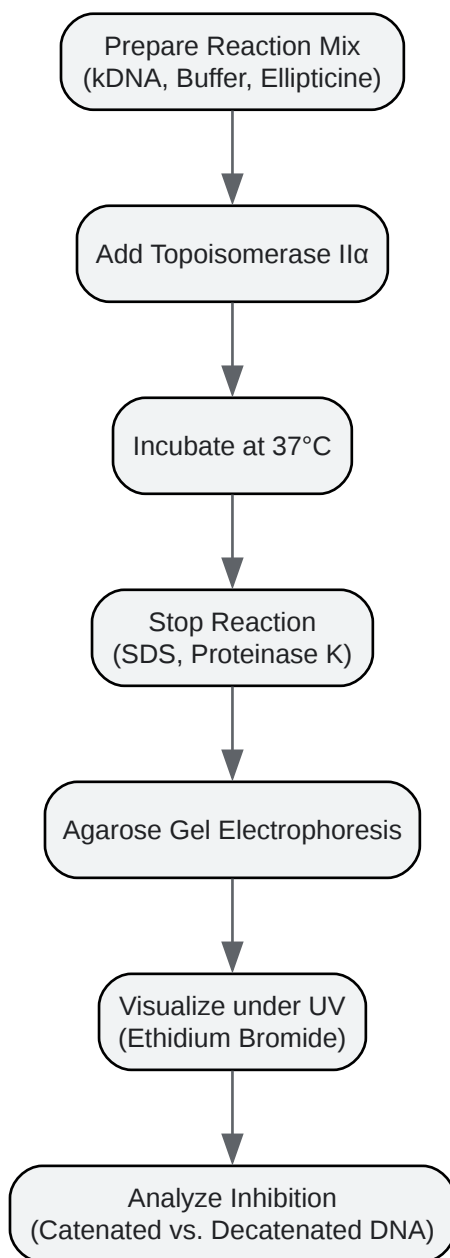 Prepare Reaction Mix
(kDNA, Buffer, Ellipticine)
Add Topoisomerase IIα
Incubate at 37°C
Stop Reaction
(SDS, Proteinase K)
Agarose Gel Electrophoresis
Visualize under UV
(Ethidium Bromide)
Analyze Inhibition
(Catenated vs. Decatenated DNA)